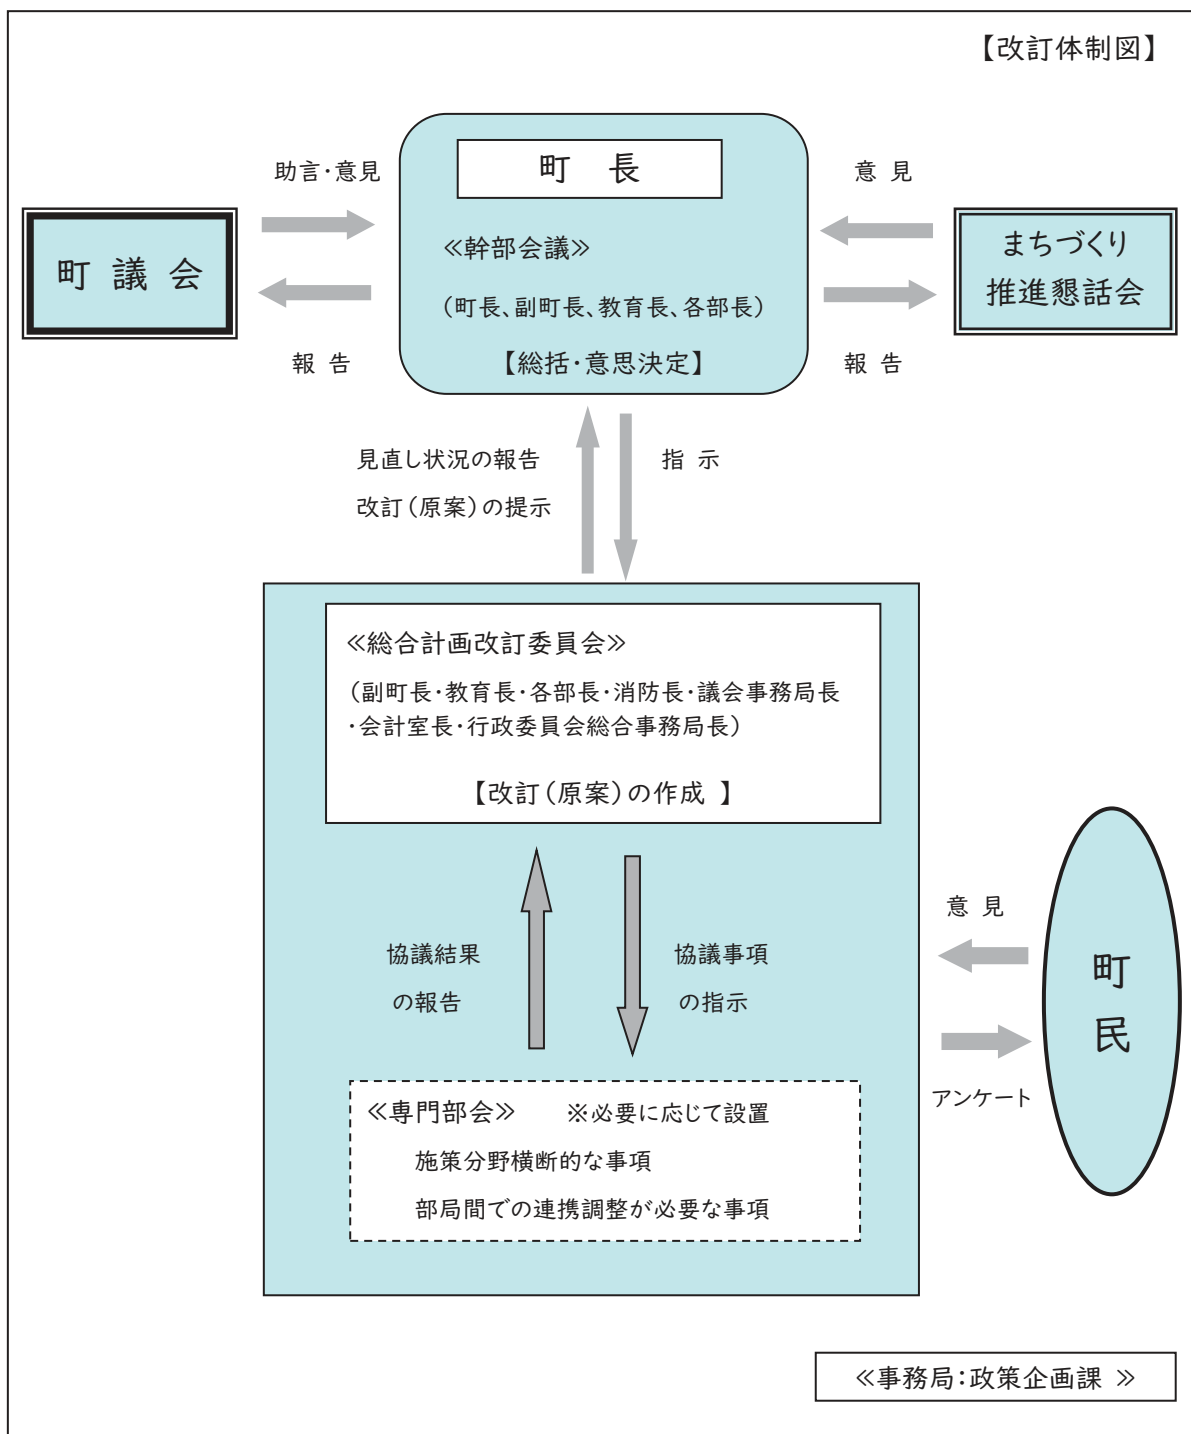 【改訂体制図】
町　長
助言・意見
意 見
町 議 会
≪幹部会議≫
(町長、副町長、教育長、各部長)
【総括・意思決定】
まちづくり
推進懇話会
報 告
報 告
見直し状況の報告
改訂(原案)の提示
指 示
≪総合計画改訂委員会≫
(副町長・教育長・各部長・消防長・議会事務局長
・会計室長・行政委員会総合事務局長)
【改訂(原案)の作成 】
協議結果
の報告
協議事項
の指示
意 見
町
民
アンケート
≪専門部会≫　※必要に応じて設置
施策分野横断的な事項
部局間での連携調整が必要な事項
≪事務局:政策企画課 ≫